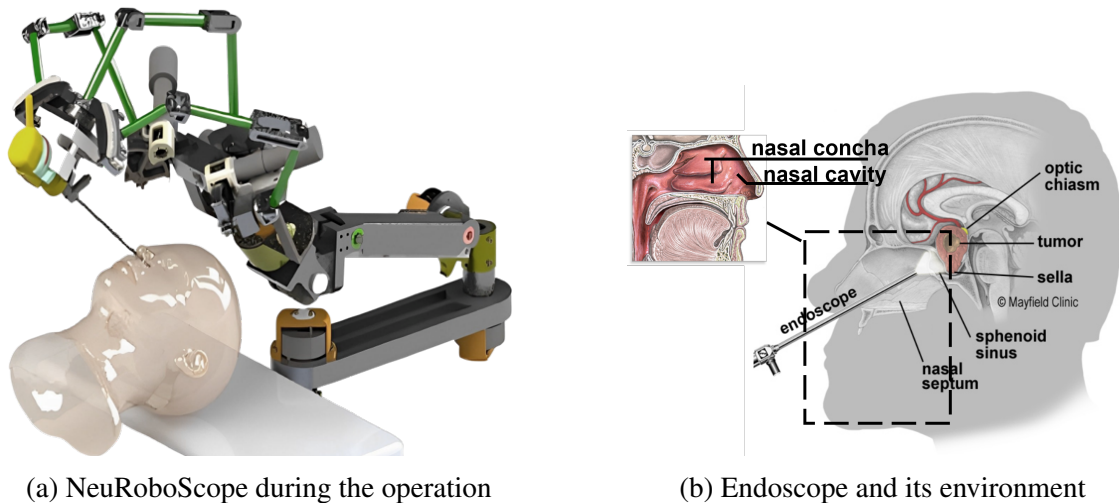 nasal concha
nasal cavity
optic
chiasm
tumor
sella
© Mayfield Clinic
endoscope
sphenoid
sinus
nasal
septum
(a) NeuRoboScope during the operation
(b) Endoscope and its environment